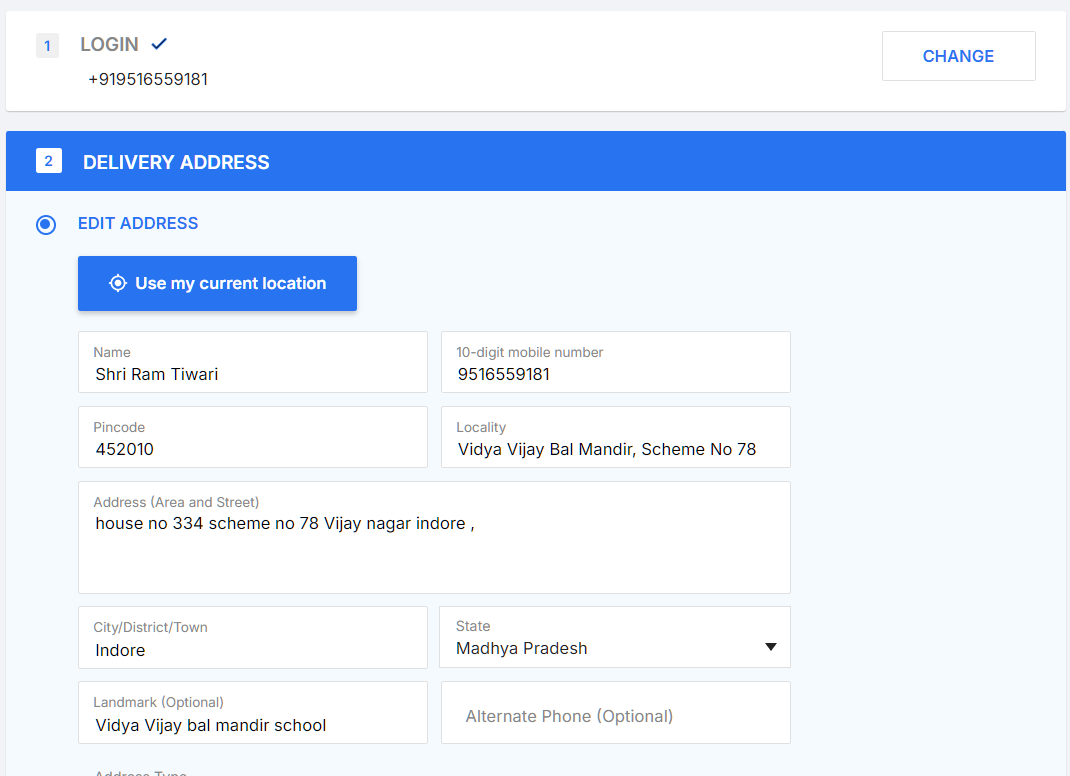 1 LOGIN
+919516559181
CHANGE
2 DELIVERY ADDRESS
EDIT ADDRESS
Use my current location
Name
Shri Ram Tiwari
10-digit mobile number
9516559181
Pincode
452010
Locality
Vidya Vijay Bal Mandir, Scheme No 78
Address (Area and Street)
house no 334 scheme no 78 Vijay nagar indore ,
City/District/Town
Indore
State
Madhya Pradesh
Landmark (Optional)
Vidya Vijay bal mandir school
Alternate Phone (Optional)
Address Type